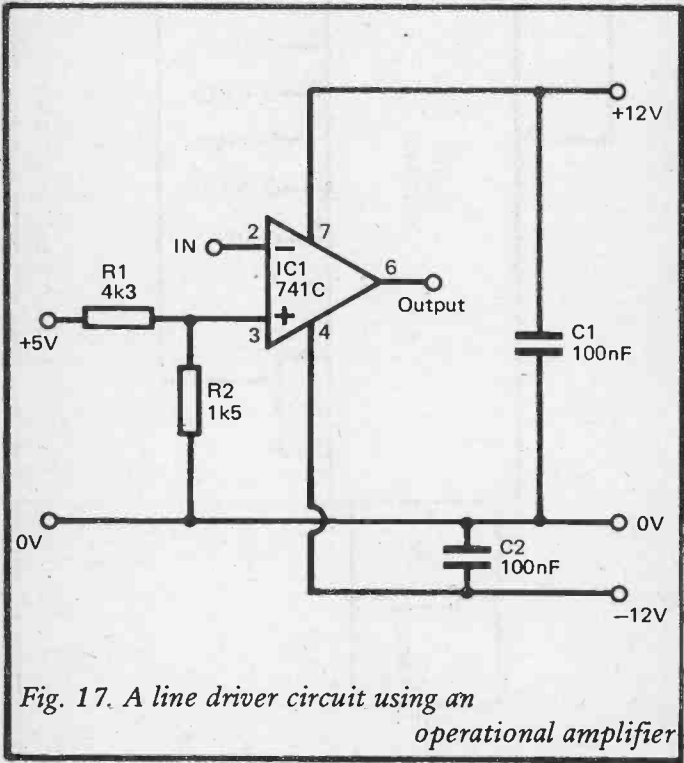 +12V
2
7
IN
−
IC1
741C
6
Output
R1
4k3
+
3
4
+5V
C1
100nF
R2
1k5
0V
0V
C2
100nF
−12V
Fig. 17. A line driver circuit using an
operational amplifier